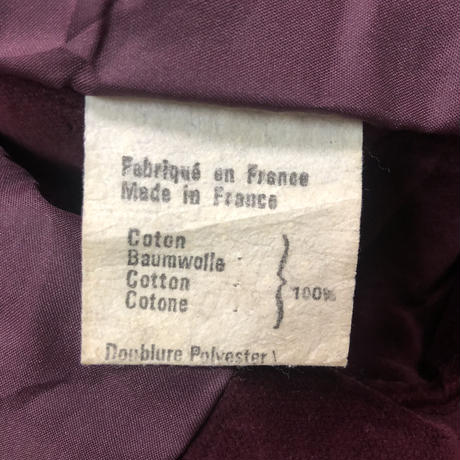 Fabriqué en France
Made in France
Coton
Baumwolle
Cotton
Cotone
100%
Doublure Polyester